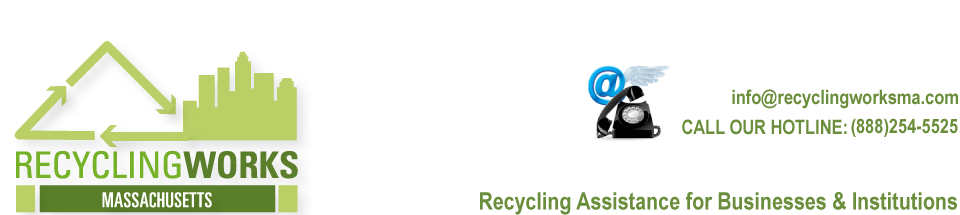 RECYCLINGWORKS
MASSACHUSETTS
@
info@recyclingworksma.com
CALL OUR HOTLINE: (888)254-5525
Recycling Assistance for Businesses & Institutions